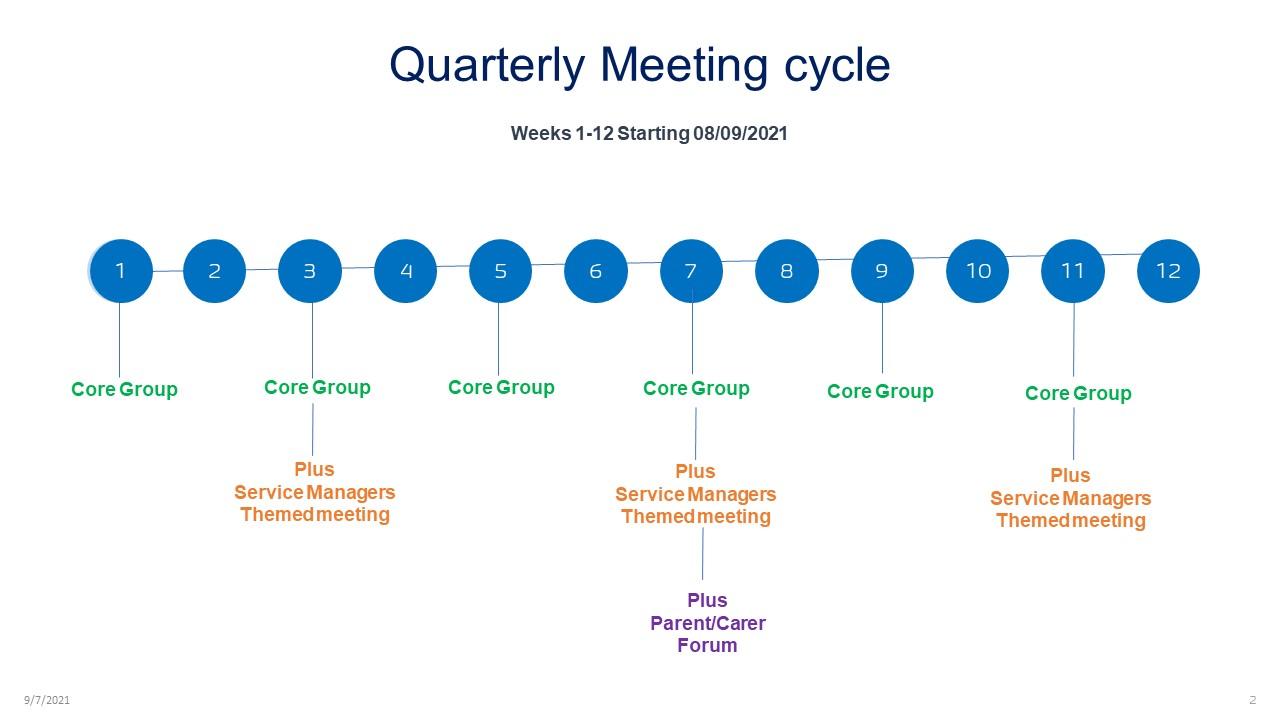 Quarterly Meeting cycle
Weeks 1-12 Starting 08/09/2021
1 2 3 4 5 6 7 8 9 10 11 12
Core Group Core Group Core Group Core Group Core Group Core Group
Plus
Service Managers
Themed meeting
Plus
Service Managers
Themed meeting
Plus
Service Managers
Themed meeting
Plus
Parent/Carer
Forum
9/7/2021
2